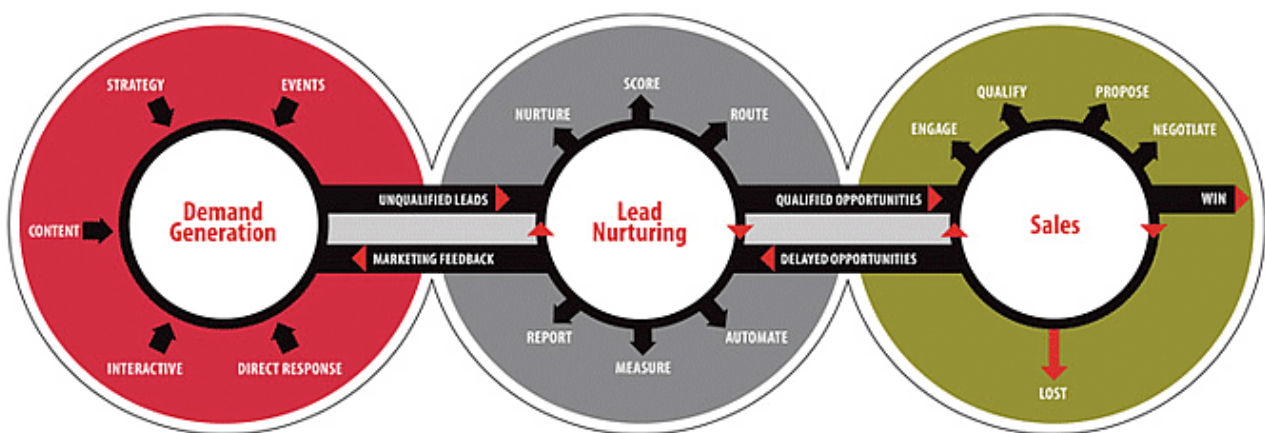 STRATEGY
EVENTS
CONTENT
Demand
Generation
INTERACTIVE
DIRECT RESPONSE
UNQUALIFIED LEADS
MARKETING FEEDBACK
SCORE
NURTURE
ROUTE
Lead
Nurturing
REPORT
MEASURE
AUTOMATE
QUALIFIED OPPORTUNITIES
DELAYED OPPORTUNITIES
QUALIFY
PROPOSE
ENGAGE
NEGOTIATE
Sales
WIN
LOST